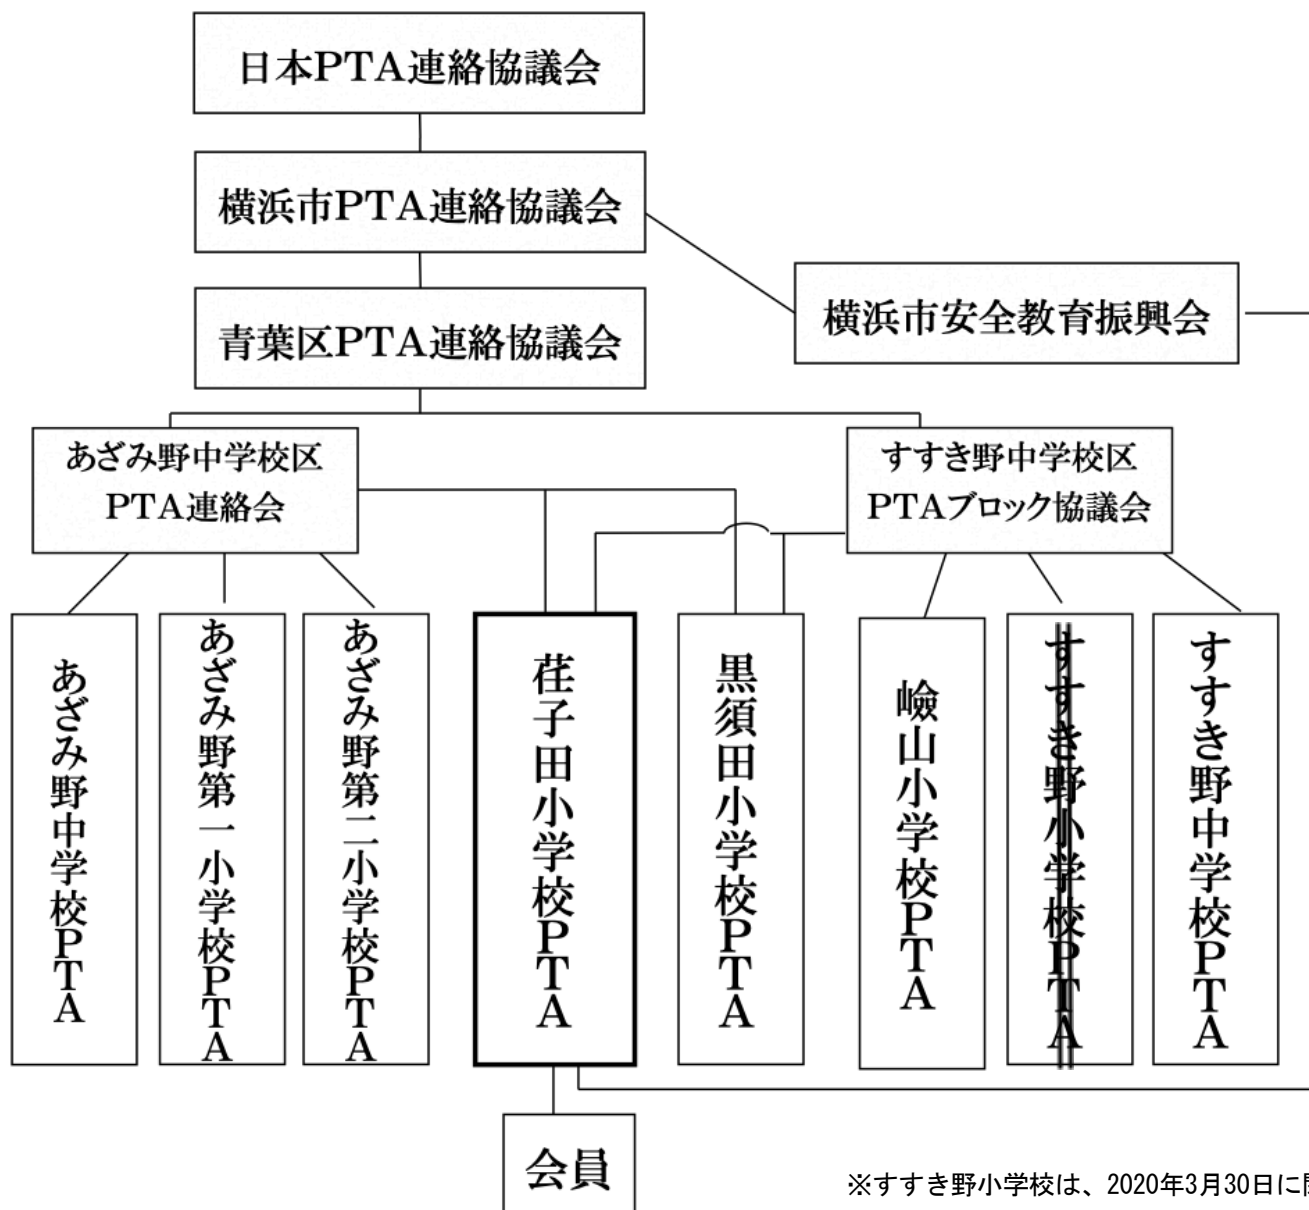 日本PTA連絡協議会
横浜市PTA連絡協議会
横浜市安全教育振興会
青葉区PTA連絡協議会
あざみ野中学校区
PTA連絡会
すすき野中学校区
PTAブロック協議会
あざみ野中学校PTA
あざみ野第一小学校PTA
あざみ野第二小学校PTA
荏子田小学校PTA
黒須田小学校PTA
嶮山小学校PTA
すすき野小学校PTA
すすき野中学校PTA
会員
※すすき野小学校は、2020年3月30日に